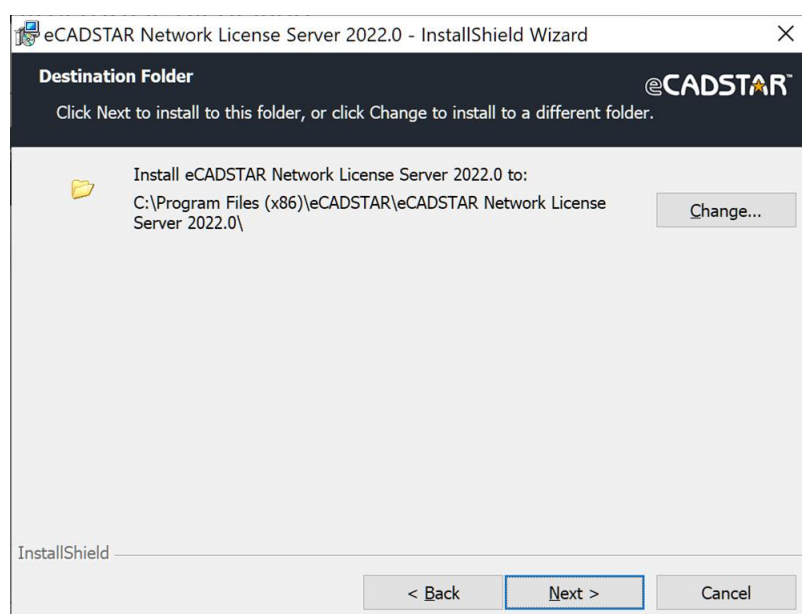 eCADSTAR Network License Server 2022.0 - InstallShield Wizard
Destination Folder
eCADSTAR™
Click Next to install to this folder, or click Change to install to a different folder.
Install eCADSTAR Network License Server 2022.0 to:
C:\Program Files (x86)\eCADSTAR\eCADSTAR Network License
Server 2022.0\
Change...
InstallShield
< Back
Next >
Cancel